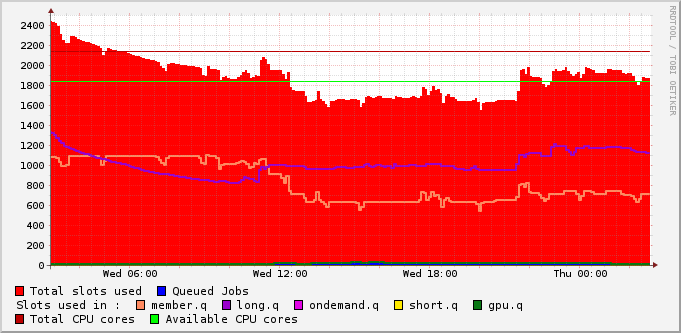 RRDTOOL / TOBI OETIKER
2400
2200
2000
1800
1600
1400
1200
1000
800
600
400
200
0
Wed 06:00 Wed 12:00 Wed 18:00 Thu 00:00
Total slots used Queued Jobs
Slots used in : member.q long.q ondemand.q short.q gpu.q
Total CPU cores Available CPU cores